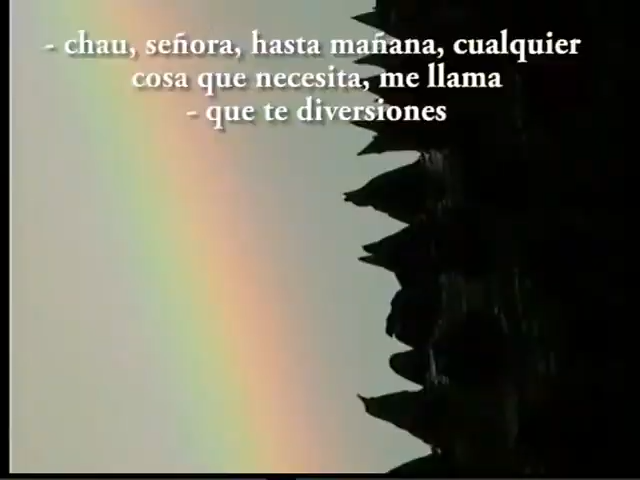 - chau, señora, hasta mañana, cualquier
cosa que necesita, me llama
- que te diversiones